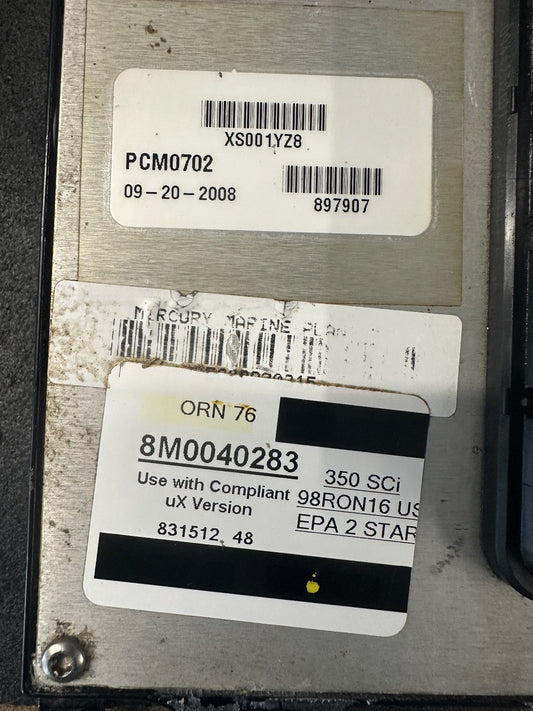 XS001YZ8
PCM0702
09-20-2008
897907
MERCURY MARINE
ORN 76
8M0040283
Use with Compliant
uX Version
831512, 48
350 SCi
98RON16 US
EPA 2 STAR